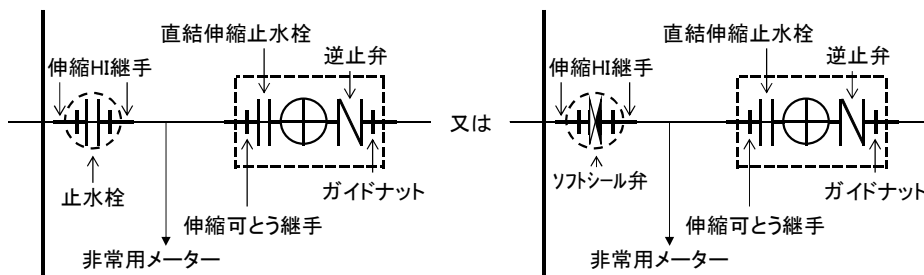 直結伸縮止水栓
逆止弁
伸縮HI継手
止水栓
ガイドナット
伸縮可とう継手
非常用メーター
又は
直結伸縮止水栓
逆止弁
伸縮HI継手
ソフトシール弁
ガイドナット
伸縮可とう継手
非常用メーター